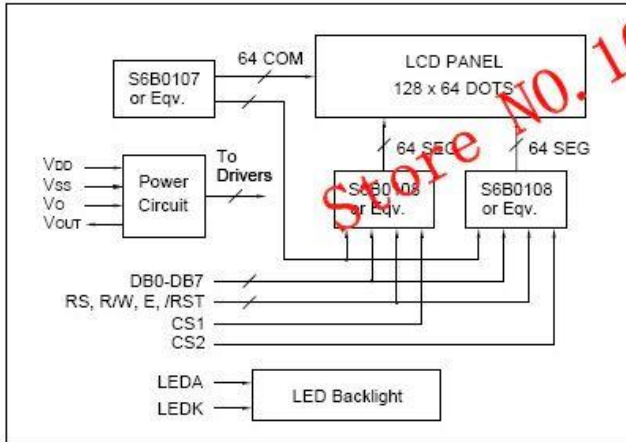 64 COM
S6B0107
or Eqv.
LCD PANEL
128 x 64 DOTS
64 SEG
64 SEG
To
Drivers
VDD
VSS
VO
VOUT
Power
Circuit
S6B0108
or Eqv.
S6B0108
or Eqv.
DB0-DB7
RS, R/W, E, /RST
CS1
CS2
LEDA
LEDK
LED Backlight
Store NO.